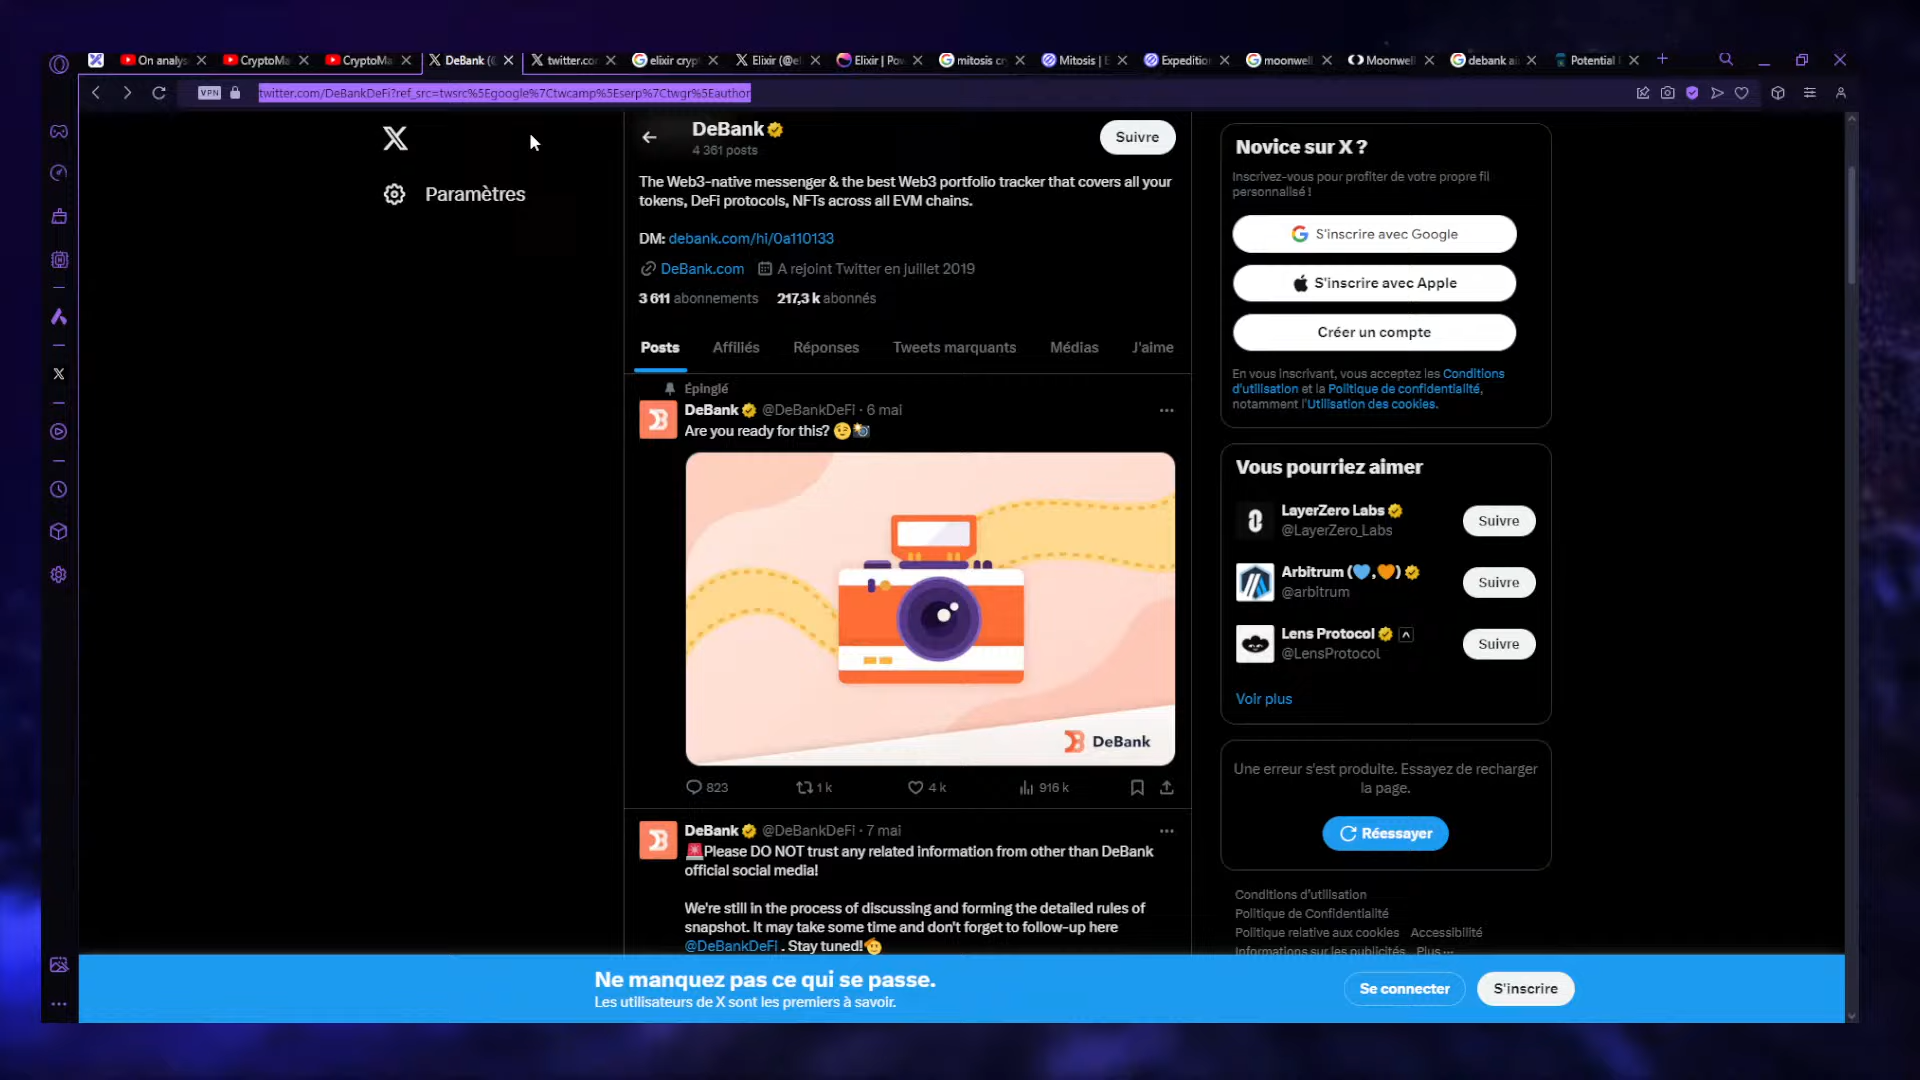 On analys
CryptoMa
CryptoMa
DeBank (
twitter.co
elixir cryp
Elixir (@el
Elixir | Po
mitosis cr
Mitosis | E
Expedition
moonwell
Moonwell
debank ai
Potential
VPN
twitter.com/DeBankDeFi?ref_src=twsrc%5Egoogle%7Ctwcamp%5Eserp%7Ctwgr%5Eauthor
Paramètres
DeBank
4 361 posts
Suivre
The Web3-native messenger & the best Web3 portfolio tracker that covers all your
tokens, DeFi protocols, NFTs across all EVM chains.
DM: debank.com/hi/0a110133
DeBank.com A rejoint Twitter en juillet 2019
3 611 abonnements 217,3 k abonnés
Posts Affiliés Réponses Tweets marquants Médias J'aime
Épinglé
DeBank @DeBankDeFi · 6 mai
Are you ready for this? 😉📸
DeBank
823 1 k 4 k 916 k
DeBank @DeBankDeFi · 7 mai
🚨Please DO NOT trust any related information from other than DeBank
official social media!
We're still in the process of discussing and forming the detailed rules of
snapshot. It may take some time and don't forget to follow-up here
@DeBankDeFi . Stay tuned!
Novice sur X ?
Inscrivez-vous pour profiter de votre propre fil
personnalisé !
S'inscrire avec Google
S'inscrire avec Apple
Créer un compte
En vous inscrivant, vous acceptez les Conditions
d'utilisation et la Politique de confidentialité,
notamment l'Utilisation des cookies.
Vous pourriez aimer
LayerZero Labs
@LayerZero_Labs
Suivre
Arbitrum (💙,🧡)
@arbitrum
Suivre
Lens Protocol
@LensProtocol
Suivre
Voir plus
Une erreur s'est produite. Essayez de recharger
la page.
Réessayer
Conditions d'utilisation
Politique de Confidentialité
Politique relative aux cookies Accessibilité
Informations sur les publicités Plus ···
Ne manquez pas ce qui se passe.
Les utilisateurs de X sont les premiers à savoir.
Se connecter
S'inscrire